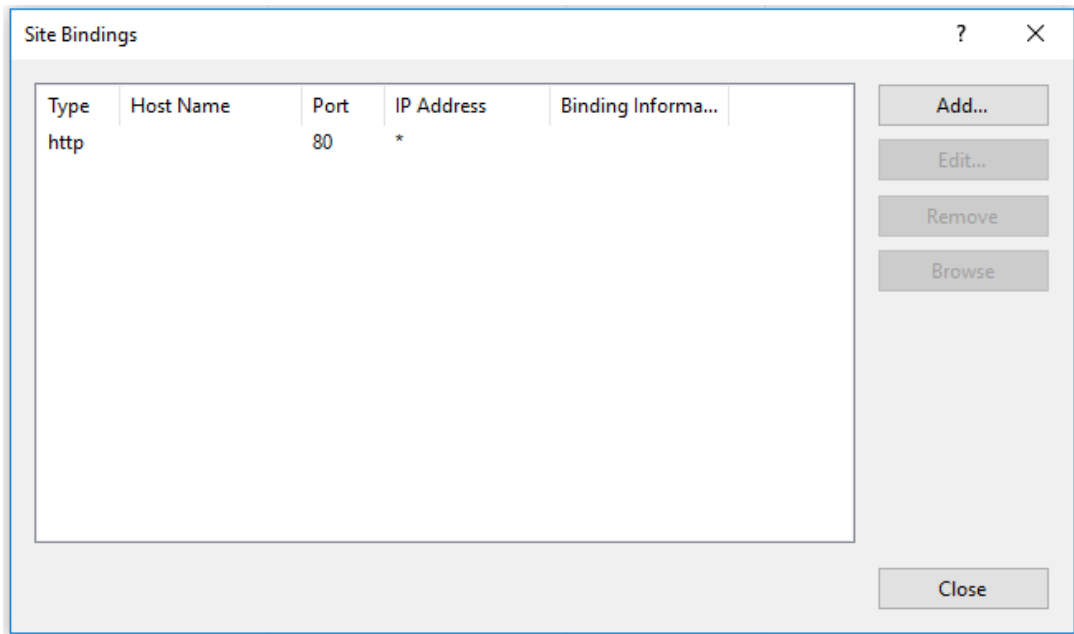 Site Bindings ? ×
Type Host Name Port IP Address Binding Informa... Add...
http 80 *
Edit...
Remove
Browse
Close